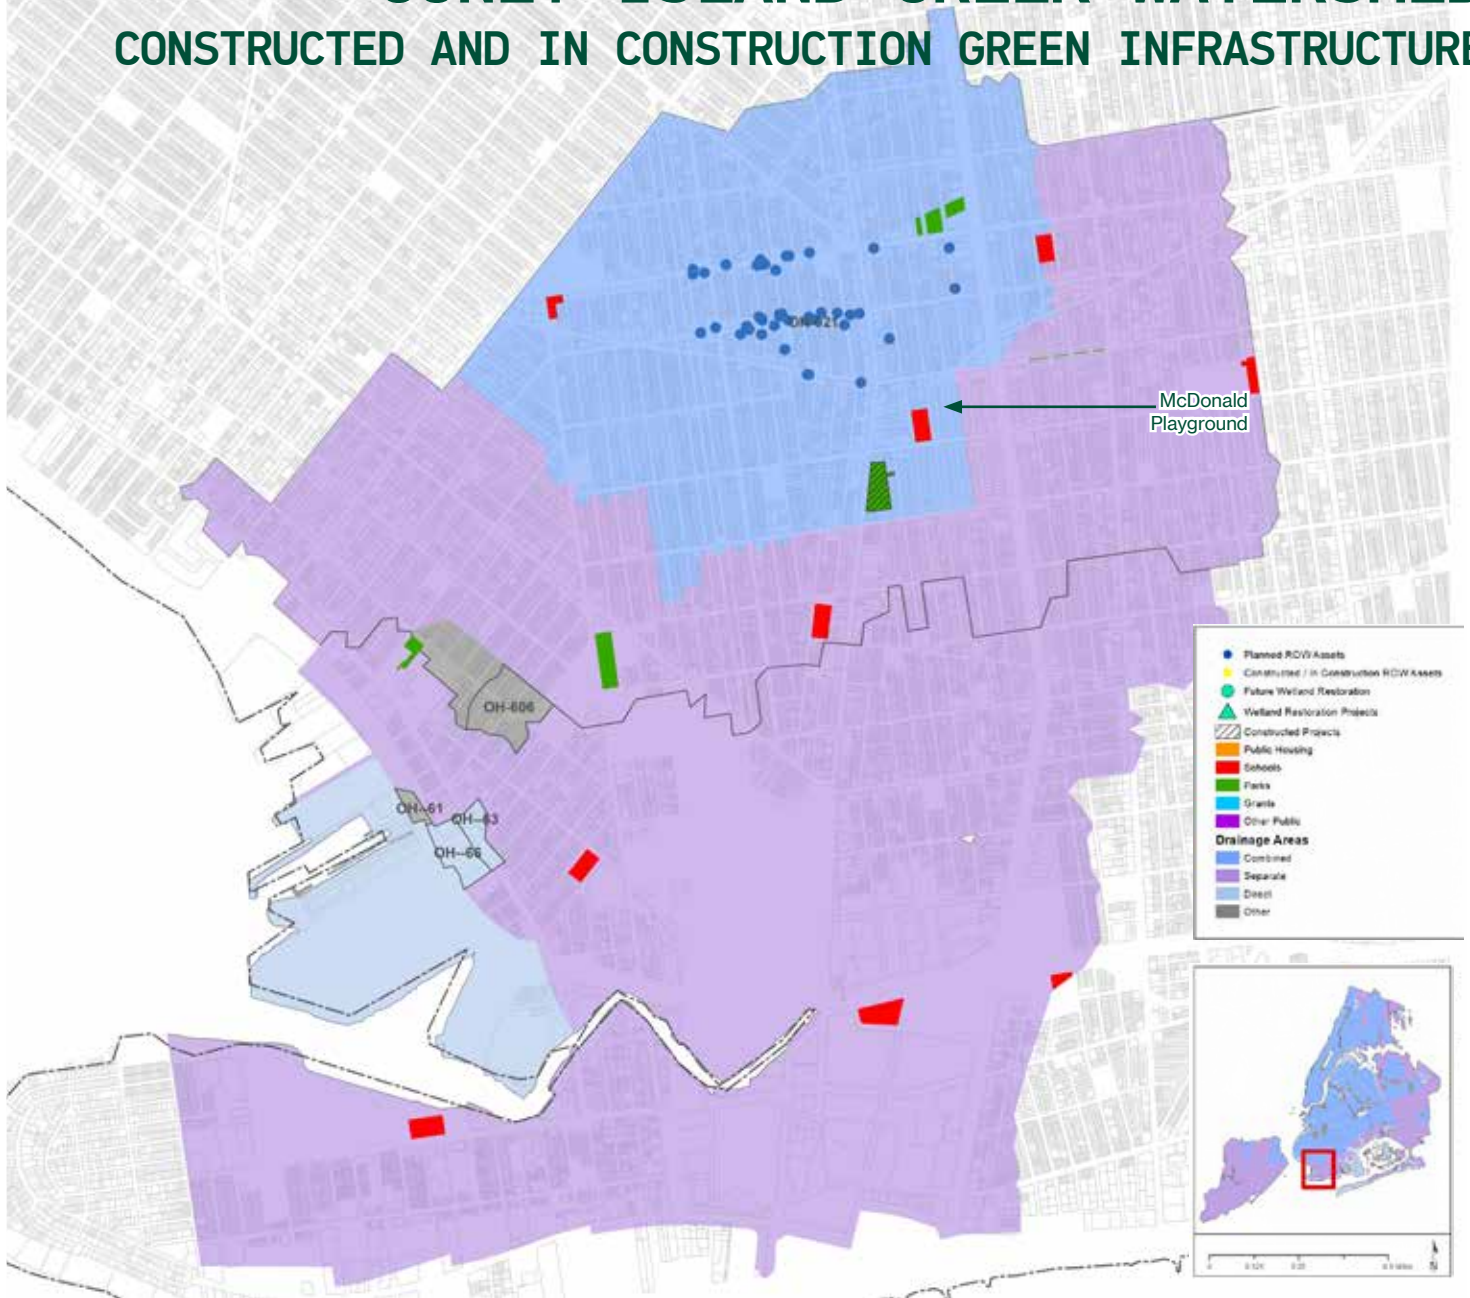 CONSTRUCTED AND IN CONSTRUCTION GREEN INFRASTRUCTURE
McDonald
Playground
OH-606
OH--61
OH--63
OH--66
Planned ROW Assets
Constructed / In Construction ROW Assets
Future Wetland Restoration
Wetland Restoration Projects
Constructed Projects
Public Housing
Schools
Parks
Grants
Other Public
Drainage Areas
Combined
Separate
Direct
Other